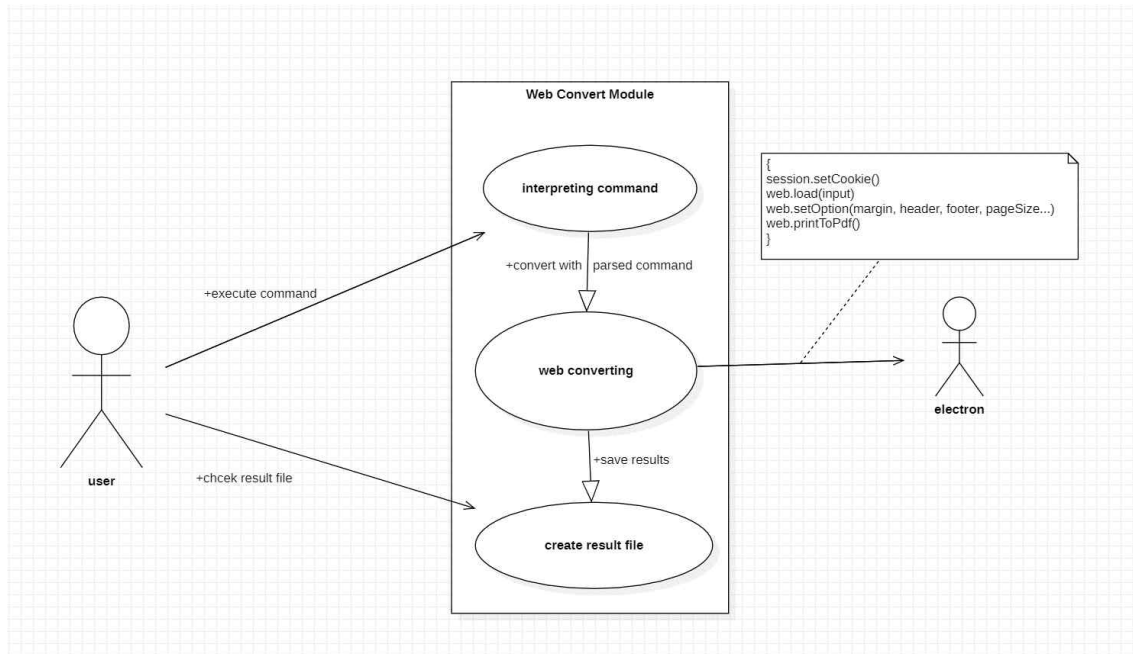 Web Convert Module
interpreting command
{
session.setCookie()
web.load(input)
web.setOption(margin, header, footer, pageSize...)
web.printToPdf()
}
+convert with parsed command
+execute command
web converting
electron
+save results
+chcek result file
user
create result file